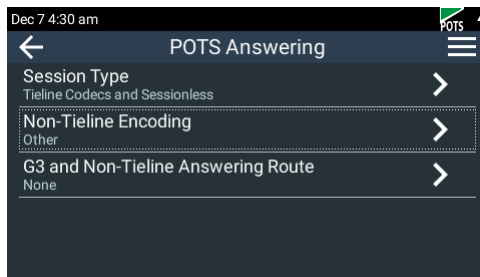 Dec 7 4:30 am
POTS
POTS Answering
Session Type
Tieline Codecs and Sessionless
Non-Tieline Encoding
Other
G3 and Non-Tieline Answering Route
None